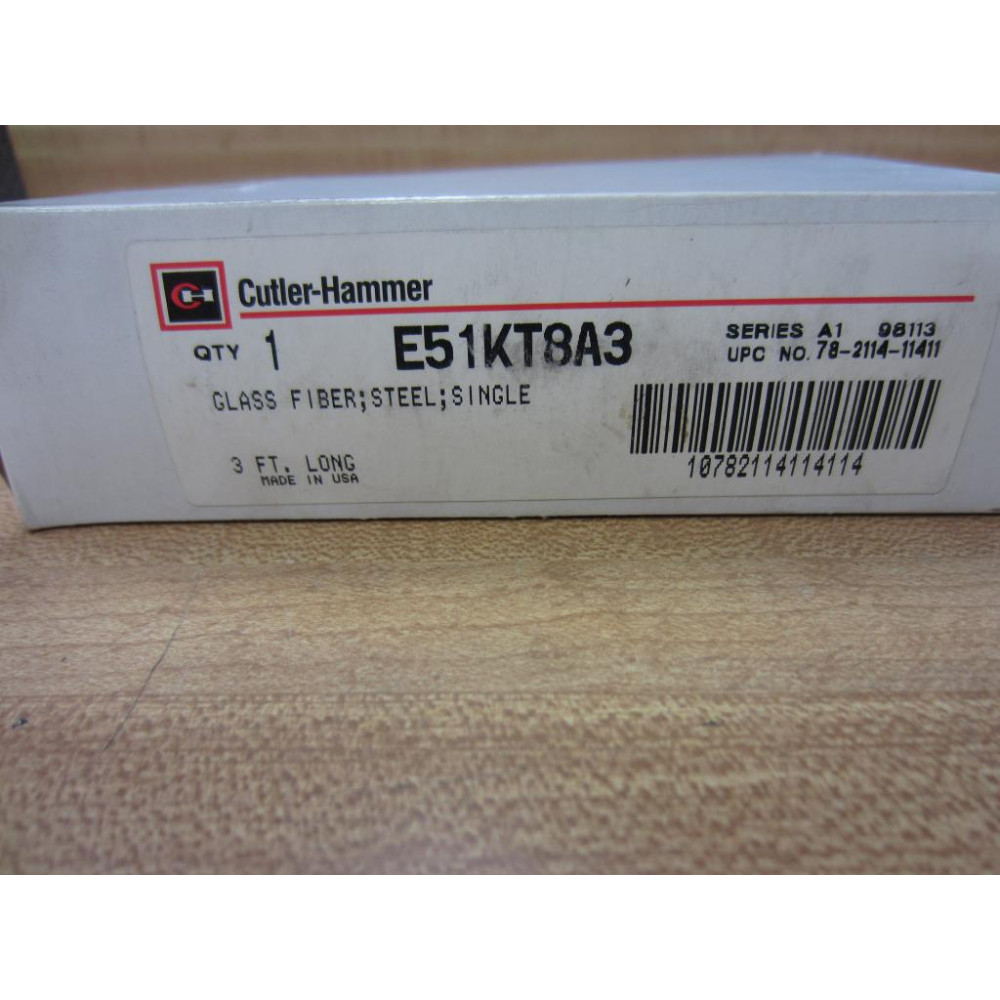 CH Cutler-Hammer
QTY 1 E51KT8A3 SERIES A1 98113
UPC NO. 78-2114-11411
GLASS FIBER;STEEL;SINGLE
3 FT. LONG
MADE IN USA
10782114114114